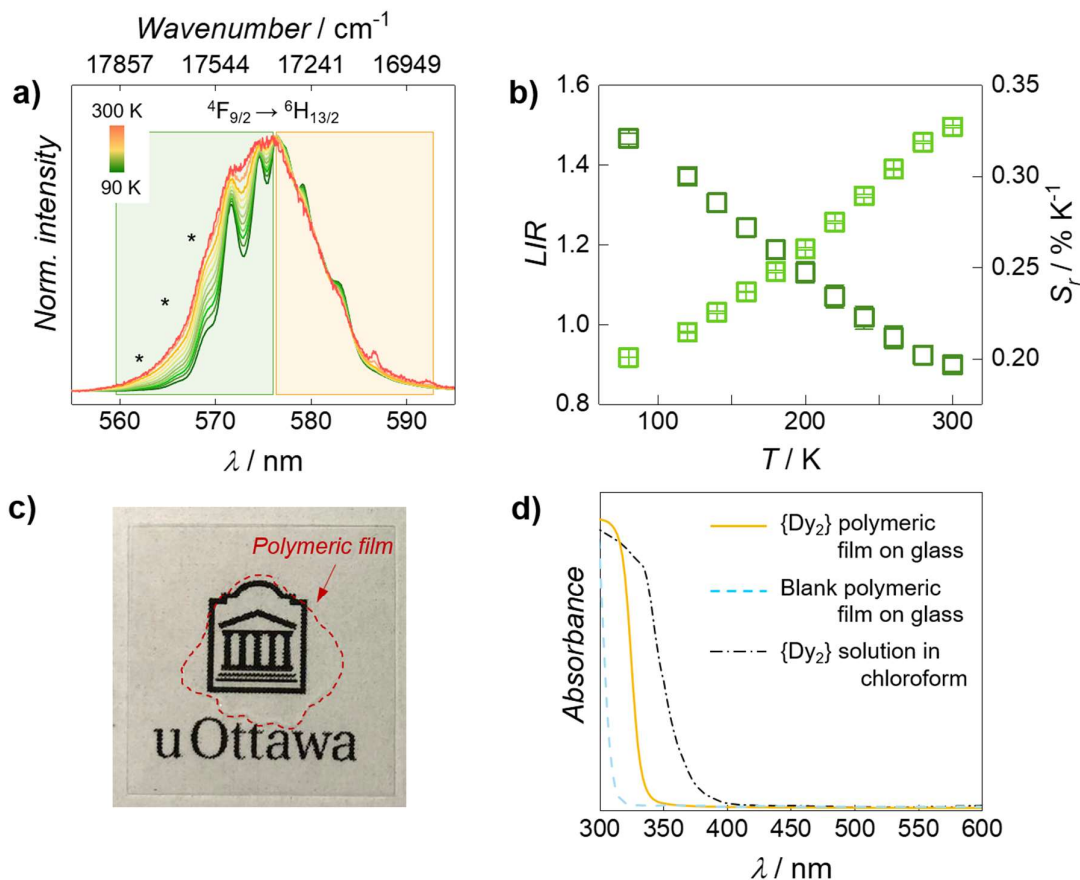 Wavenumber / cm⁻¹
17857 17544 17241 16949
a)
300 K
90 K
⁴F₉/₂ → ⁶H₁₃/₂
Norm. intensity
*
*
*
560 570 580 590
λ / nm
b)
1.6
1.4
1.2
1.0
0.8
LIR
0.35
0.30
0.25
0.20
Sᵣ / % K⁻¹
100 200 300
T / K
c)
Polymeric film
uOttawa
d)
{Dy₂} polymeric
film on glass
Blank polymeric
film on glass
{Dy₂} solution in
chloroform
Absorbance
300 350 400 450 500 550 600
λ / nm